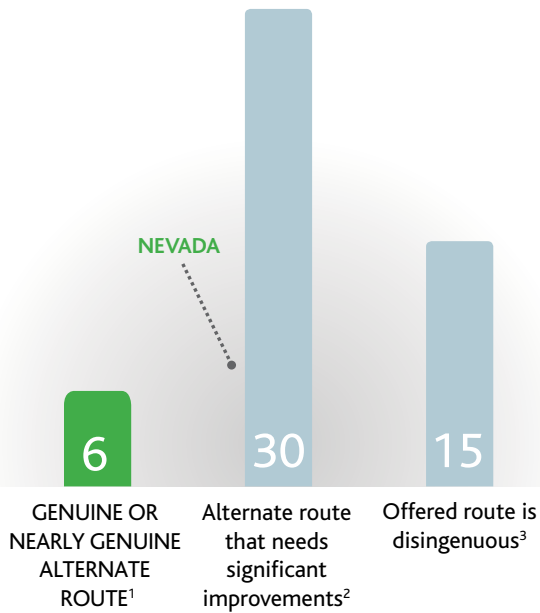 NEVADA
6
30
15
GENUINE OR
NEARLY GENUINE
ALTERNATE
ROUTE¹
Alternate route
that needs
significant
improvements²
Offered route is
disingenuous³